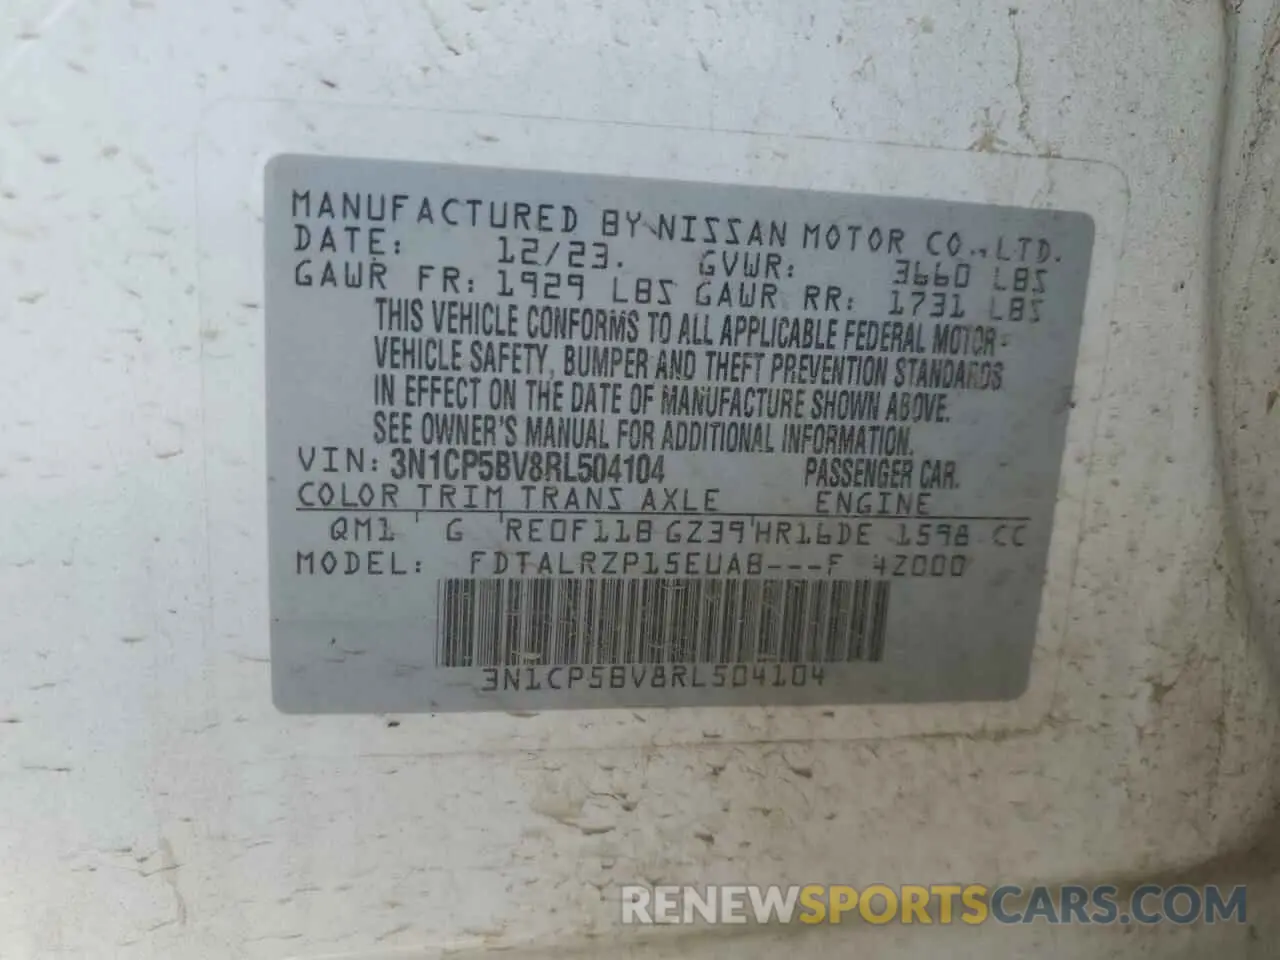 MANUFACTURED BY NISSAN MOTOR CO., LTD.
DATE: 12/23. GVWR: 3660 LBS
GAWR FR: 1929 LBS GAWR RR: 1731 LBS
THIS VEHICLE CONFORMS TO ALL APPLICABLE FEDERAL MOTOR-
VEHICLE SAFETY, BUMPER AND THEFT PREVENTION STANDARDS
IN EFFECT ON THE DATE OF MANUFACTURE SHOWN ABOVE.
SEE OWNER'S MANUAL FOR ADDITIONAL INFORMATION.
VIN: 3N1CP5BV8RL504104 PASSENGER CAR.
COLOR TRIM TRANS AXLE ENGINE
QM1 G RE0F11B GZ39 HR16DE 1598 CC
MODEL: FDTALRZP15EUAB---F 42000
3N1CP5BV8RL504104
RENEWSPORTSCARS.COM